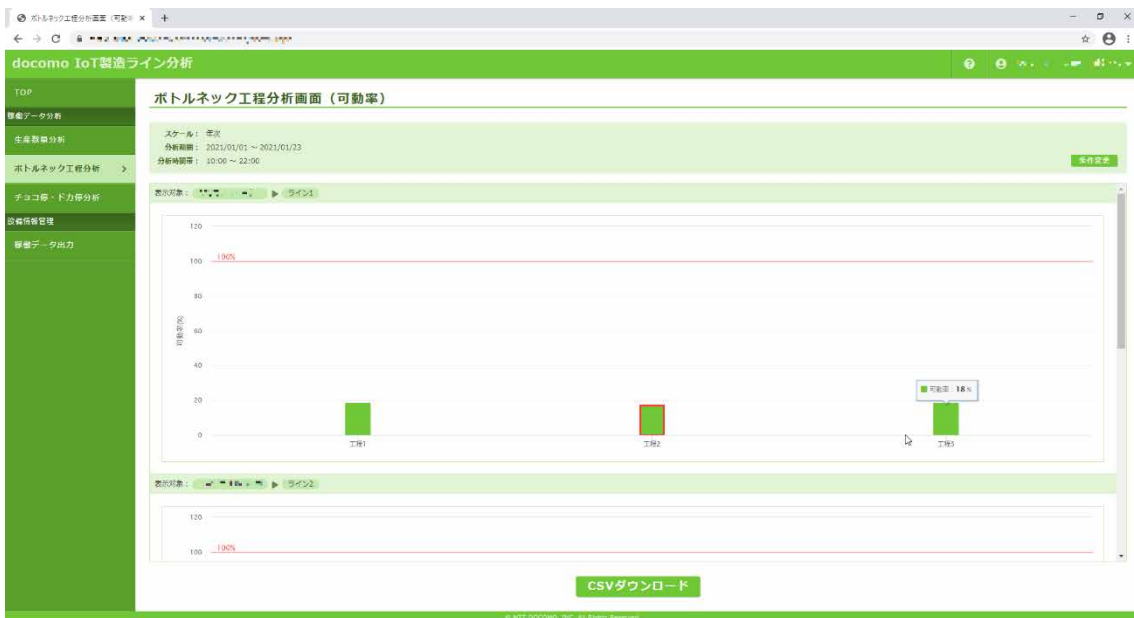 ボトルネック工程分析画面（可動率
docomo IoT製造ライン分析
TOP
稼働データ分析
生産数量分析
ボトルネック工程分析
チョコ停・ドカ停分析
設備情報管理
稼働データ出力
ボトルネック工程分析画面（可動率）
スケール： 年次
分析期間： 2021/01/01 ～ 2021/01/23
分析時間帯： 10:00 ～ 22:00
条件変更
表示対象： ▶ ライン1
120
100
100%
80
60
40
20
0
可動率(%)
可動率 : 18 %
工程1
工程2
工程3
表示対象： ▶ ライン2
120
100
100%
CSVダウンロード
© NTT DOCOMO, INC. All Rights Reserved.